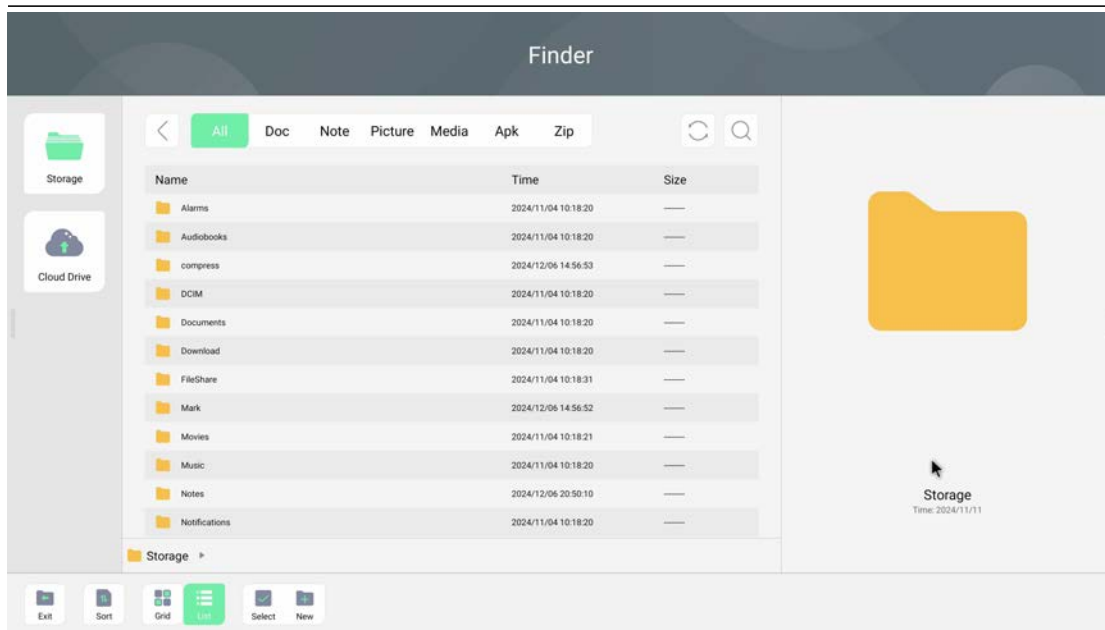 Finder
Storage
Cloud Drive
All Doc Note Picture Media Apk Zip
Name Time Size
Alarms 2024/11/04 10:18:20 ——
Audiobooks 2024/11/04 10:18:20 ——
compress 2024/12/06 14:56:53 ——
DCIM 2024/11/04 10:18:20 ——
Documents 2024/11/04 10:18:20 ——
Download 2024/11/04 10:18:20 ——
FileShare 2024/11/04 10:18:31 ——
Mark 2024/12/06 14:56:52 ——
Movies 2024/11/04 10:18:21 ——
Music 2024/11/04 10:18:20 ——
Notes 2024/12/06 20:50:10 ——
Notifications 2024/11/04 10:18:20 ——
Storage
Storage
Time: 2024/11/11
Exit Sort Grid List Select New